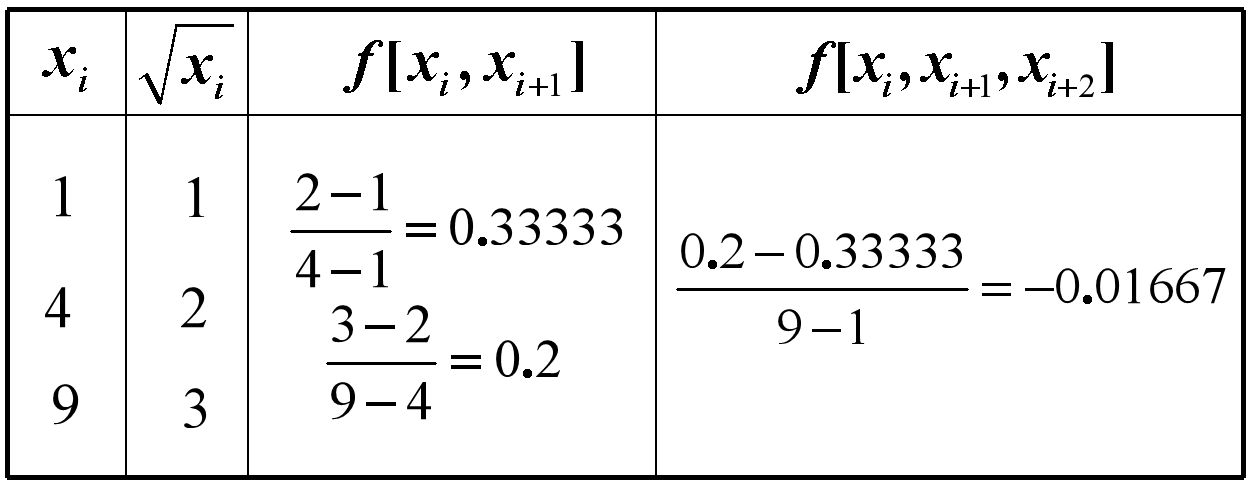 x_i √x_i f[x_i, x_{i+1}] f[x_i, x_{i+1}, x_{i+2}]
1 1 (2−1)/(4−1) = 0.33333
4 2 (3−2)/(9−4) = 0.2
9 3
(0.2−0.33333)/(9−1) = −0.01667